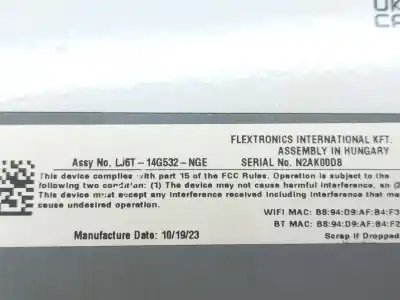 FLEXTRONICS INTERNATIONAL KFT.
ASSEMBLY IN HUNGARY
Assy No. LJ6T-14G532-NGE SERIAL No. N2AK00D8
This device complies with part 15 of the FCC Rules. Operation is subject to the
following two conditions: (1) The device may not cause harmful interference, an (2
This device must accept any interference received including interference that ma
cause undesired operation.
WIFI MAC: B8:94:D9:AF:B4:F3
BT MAC: B8:94:D9:AF:B4:F2
Manufacture Date: 10/19/23 Scrap if Dropped